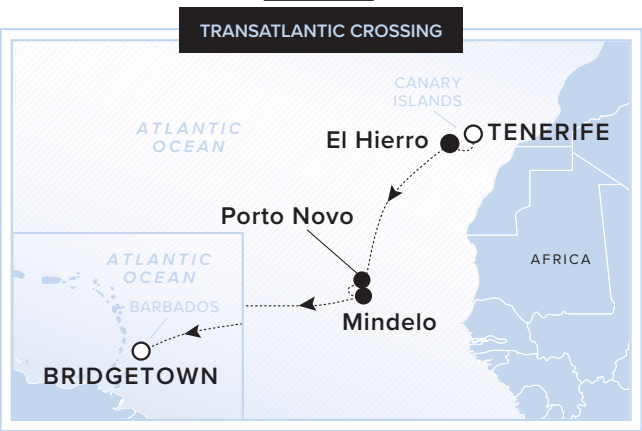 TRANSATLANTIC CROSSING
CANARY
ISLANDS
ATLANTIC
OCEAN
El Hierro
TENERIFE
Porto Novo
AFRICA
ATLANTIC
OCEAN
BARBADOS
Mindelo
BRIDGETOWN